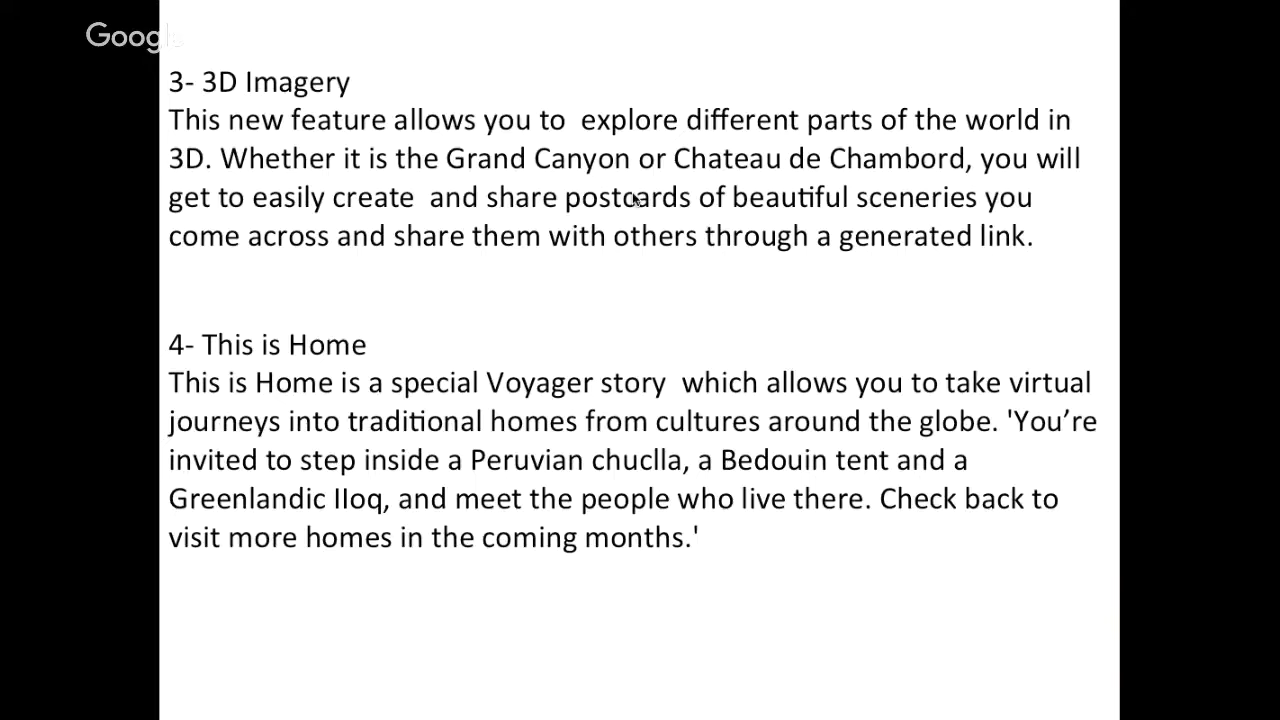 Google
3- 3D Imagery
This new feature allows you to  explore different parts of the world in
3D. Whether it is the Grand Canyon or Chateau de Chambord, you will
get to easily create  and share postcards of beautiful sceneries you
come across and share them with others through a generated link.
4- This is Home
This is Home is a special Voyager story  which allows you to take virtual
journeys into traditional homes from cultures around the globe. 'You’re
invited to step inside a Peruvian chuclla, a Bedouin tent and a
Greenlandic IIoq, and meet the people who live there. Check back to
visit more homes in the coming months.'